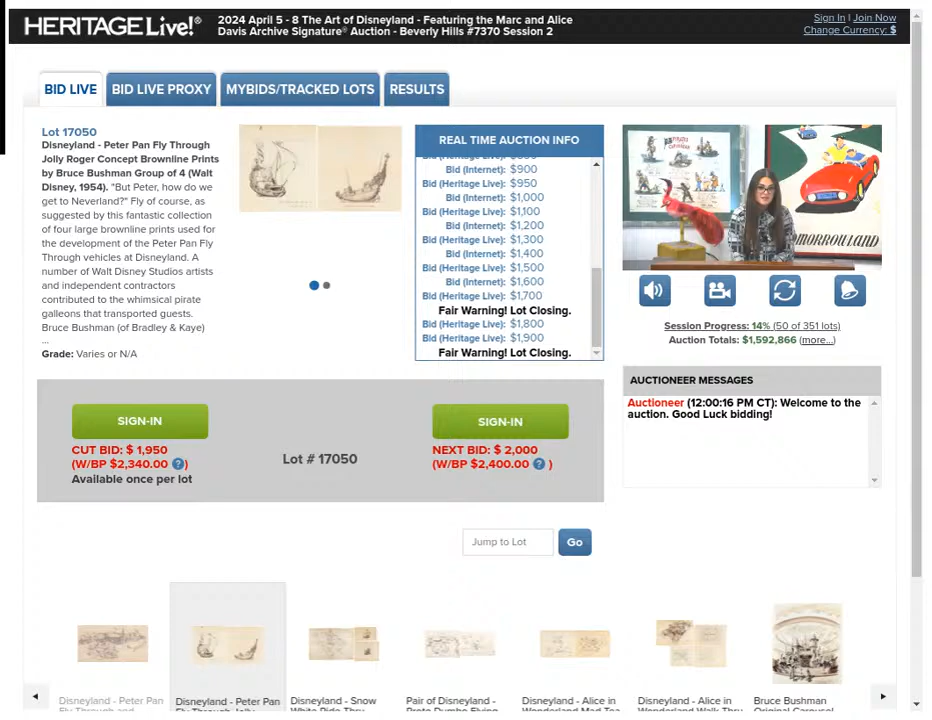 HERITAGE Live!®
2024 April 5 - 8 The Art of Disneyland - Featuring the Marc and Alice
Davis Archive Signature® Auction - Beverly Hills #7370 Session 2
Sign In | Join Now
Change Currency: $
BID LIVE
BID LIVE PROXY
MYBIDS/TRACKED LOTS
RESULTS
Lot 17050
Disneyland - Peter Pan Fly Through
Jolly Roger Concept Brownline Prints
by Bruce Bushman Group of 4 (Walt
Disney, 1954). "But Peter, how do we
get to Neverland?" Fly of course, as
suggested by this fantastic collection
of four large brownline prints used for
the development of the Peter Pan Fly
Through vehicles at Disneyland. A
number of Walt Disney Studios artists
and independent contractors
contributed to the whimsical pirate
galleons that transported guests.
Bruce Bushman (of Bradley & Kaye)
...
Grade: Varies or N/A
REAL TIME AUCTION INFO
Bid (Internet): $900
Bid (Heritage Live): $950
Bid (Internet): $1,000
Bid (Heritage Live): $1,100
Bid (Internet): $1,200
Bid (Heritage Live): $1,300
Bid (Internet): $1,400
Bid (Heritage Live): $1,500
Bid (Internet): $1,600
Bid (Heritage Live): $1,700
Fair Warning! Lot Closing.
Bid (Heritage Live): $1,800
Bid (Heritage Live): $1,900
Fair Warning! Lot Closing.
Session Progress: 14% (50 of 351 lots)
Auction Totals: $1,592,866 (more...)
AUCTIONEER MESSAGES
Auctioneer (12:00:16 PM CT): Welcome to the
auction. Good Luck bidding!
SIGN-IN
CUT BID: $ 1,950
(W/BP $2,340.00 ?)
Available once per lot
Lot # 17050
SIGN-IN
NEXT BID: $ 2,000
(W/BP $2,400.00 ? )
Jump to Lot
Go
Disneyland - Peter Pan
Disneyland - Peter Pan
Disneyland - Snow
Pair of Disneyland -
Disneyland - Alice in
Disneyland - Alice in
Bruce Bushman